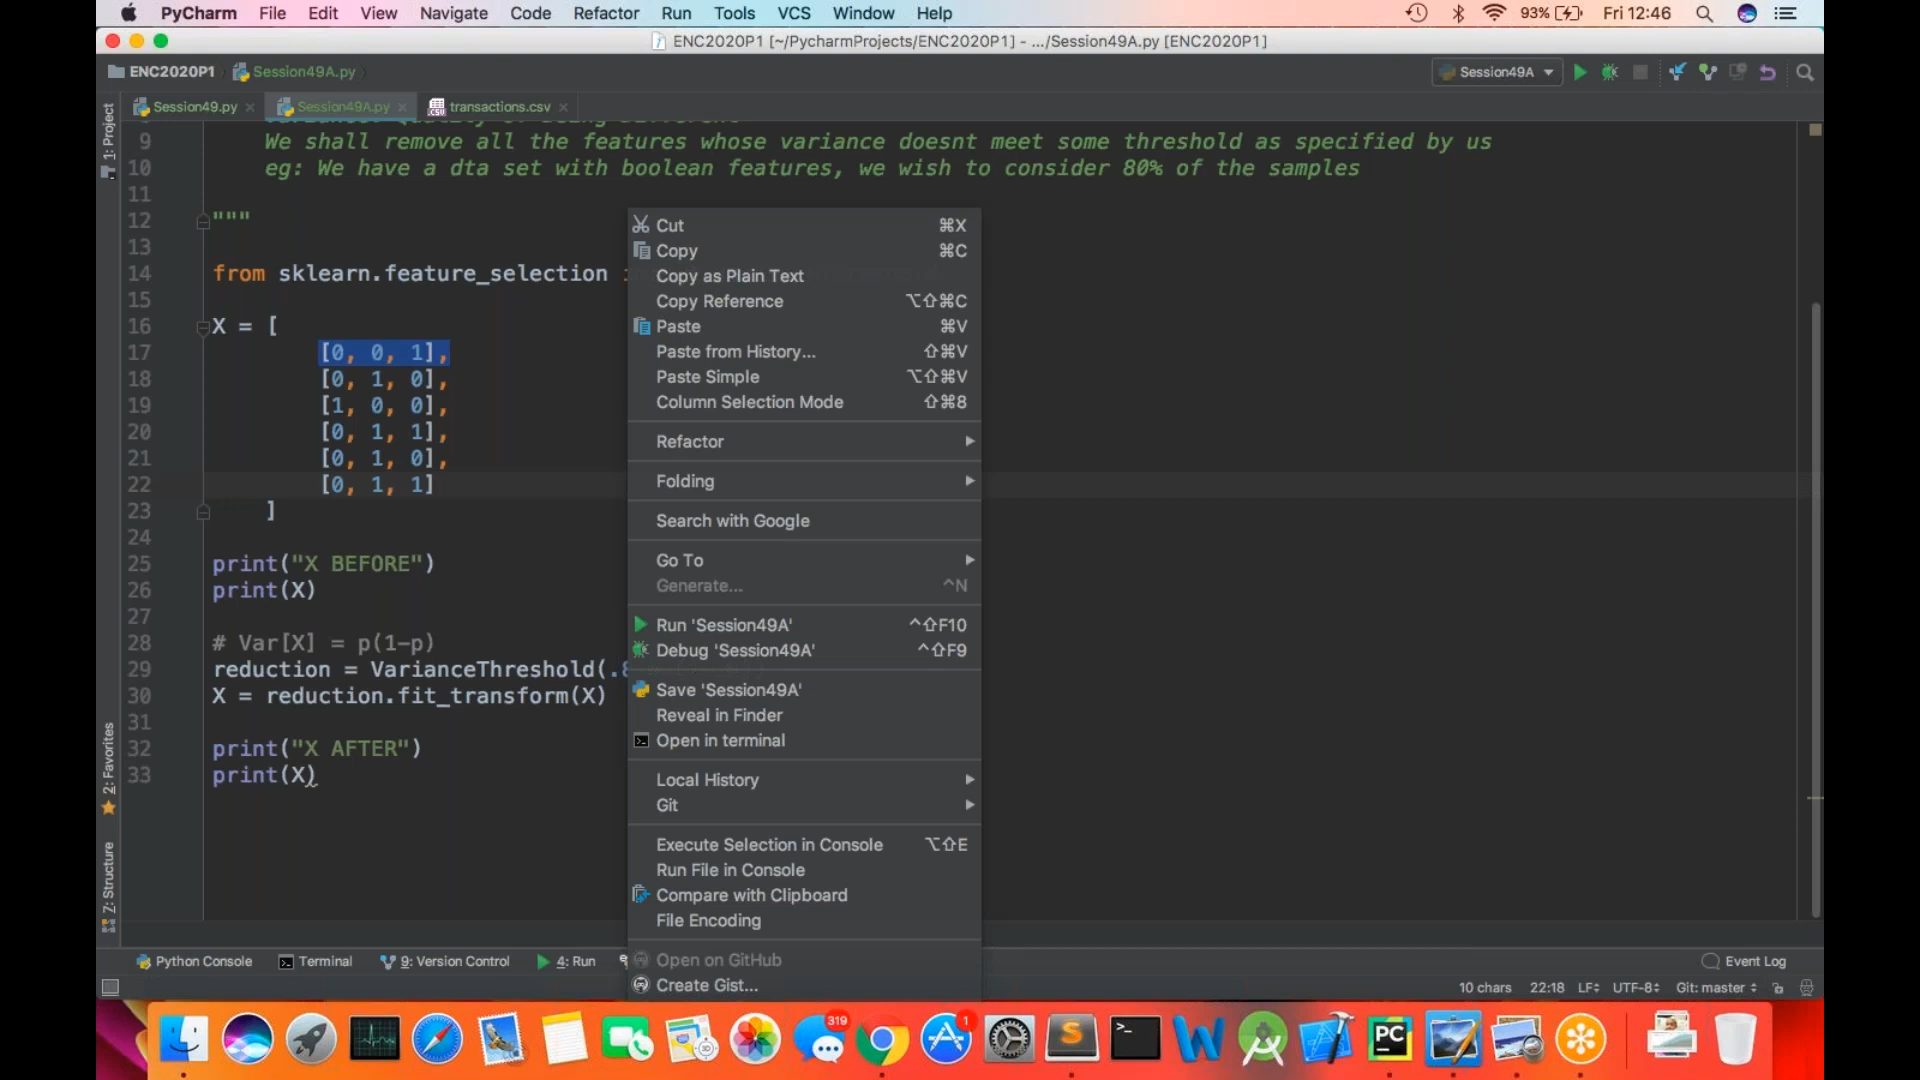 PyCharm File Edit View Navigate Code Refactor Run Tools VCS Window Help 93% Fri 12:46
ENC2020P1 [~/PycharmProjects/ENC2020P1] - .../Session49A.py [ENC2020P1]
ENC2020P1 Session49A.py Session49A
Session49.py Session49A.py transactions.csv
1: Project
9 We shall remove all the features whose variance doesnt meet some threshold as specified by us
10 eg: We have a dta set with boolean features, we wish to consider 80% of the samples
11
12 """
13
14 from sklearn.feature_selection
15
16 X = [
17 [0, 0, 1],
18 [0, 1, 0],
19 [1, 0, 0],
20 [0, 1, 1],
21 [0, 1, 0],
22 [0, 1, 1]
23 ]
24
25 print("X BEFORE")
26 print(X)
27
28 # Var[X] = p(1-p)
29 reduction = VarianceThreshold(.8
30 X = reduction.fit_transform(X)
31
32 print("X AFTER")
33 print(X)
2: Favorites
Z: Structure
Cut ⌘X
Copy ⌘C
Copy as Plain Text
Copy Reference ⌥⇧⌘C
Paste ⌘V
Paste from History... ⇧⌘V
Paste Simple ⌥⇧⌘V
Column Selection Mode ⇧⌘8
Refactor
Folding
Search with Google
Go To
Generate... ^N
Run 'Session49A' ^⇧F10
Debug 'Session49A' ^⇧F9
Save 'Session49A'
Reveal in Finder
Open in terminal
Local History
Git
Execute Selection in Console ⌥⇧E
Run File in Console
Compare with Clipboard
File Encoding
Open on GitHub
Create Gist...
Python Console Terminal 9: Version Control 4: Run Event Log
10 chars 22:18 LF UTF-8 Git: master
319 1
PC